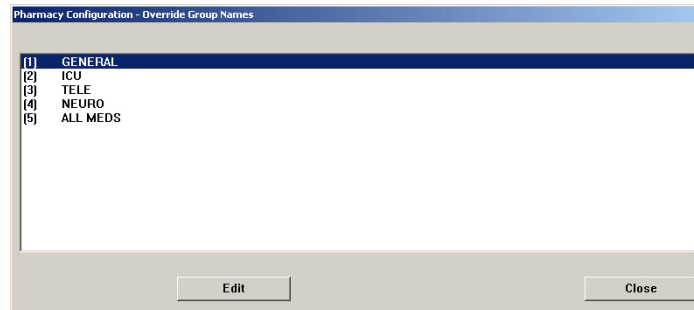 Pharmacy Configuration - Override Group Names
(1) GENERAL
(2) ICU
(3) TELE
(4) NEURO
(5) ALL MEDS
Edit Close